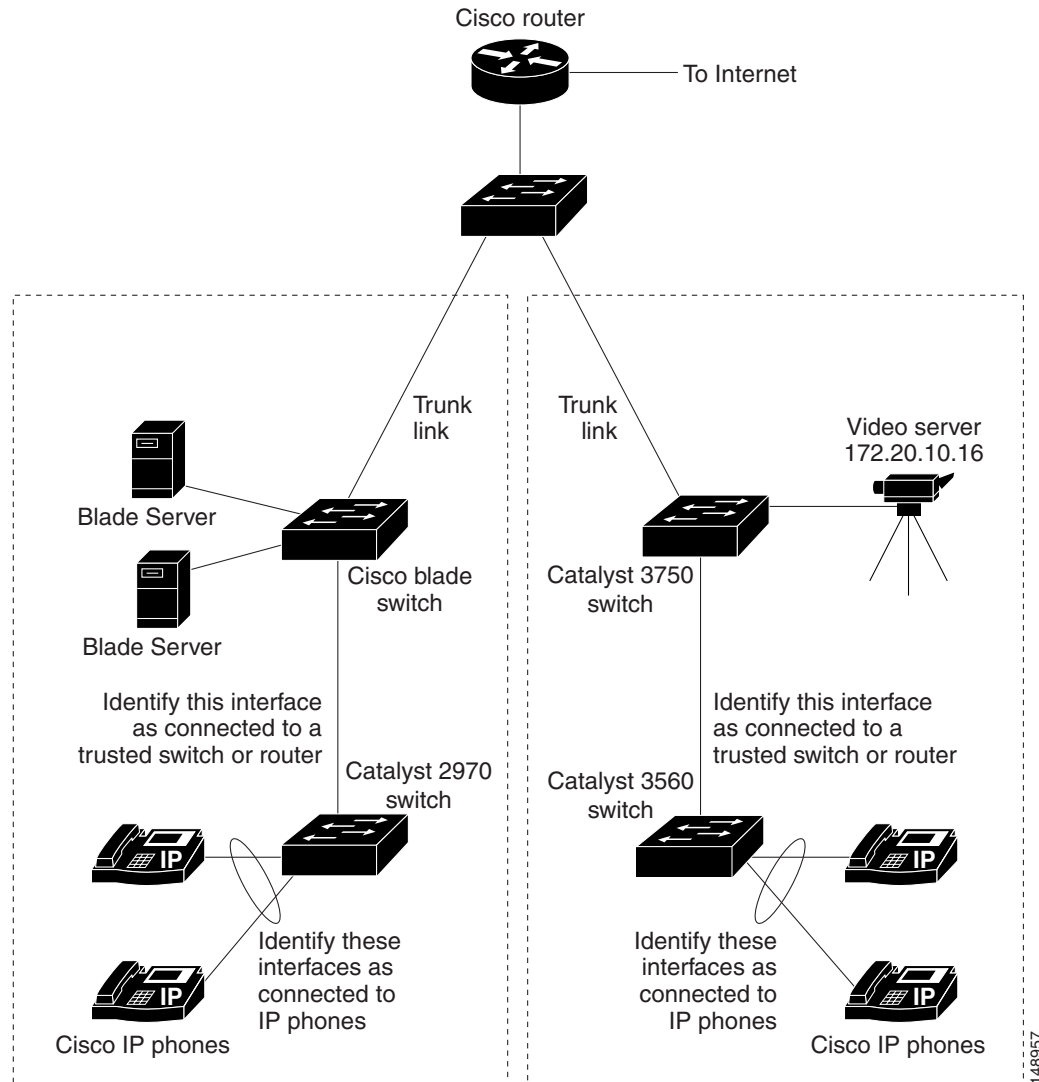 Cisco router
To Internet
Trunk
link
Trunk
link
Video server
172.20.10.16
Blade Server
Cisco blade
switch
Catalyst 3750
switch
Blade Server
Identify this interface
as connected to a
trusted switch or router
Identify this interface
as connected to a
trusted switch or router
Catalyst 2970
switch
Catalyst 3560
switch
IP
IP
Identify these
interfaces as
connected to
IP phones
Identify these
interfaces as
connected to
IP phones
IP
IP
Cisco IP phones
Cisco IP phones
148957